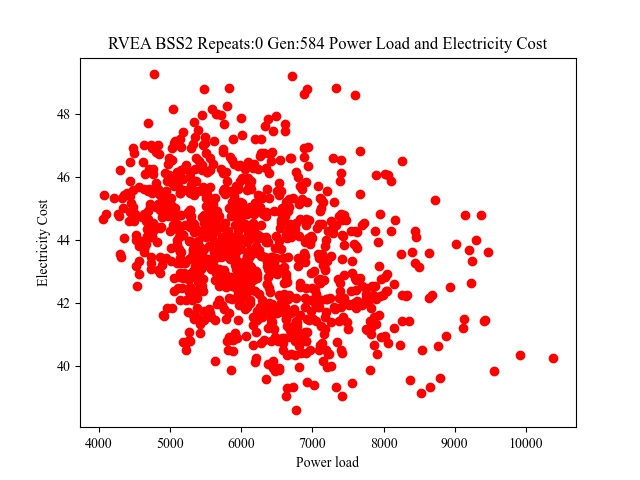 RVEA BSS2 Repeats:0 Gen:584 Power Load and Electricity Cost
48
46
44
42
40
Electricity Cost
4000 5000 6000 7000 8000 9000 10000
Power load